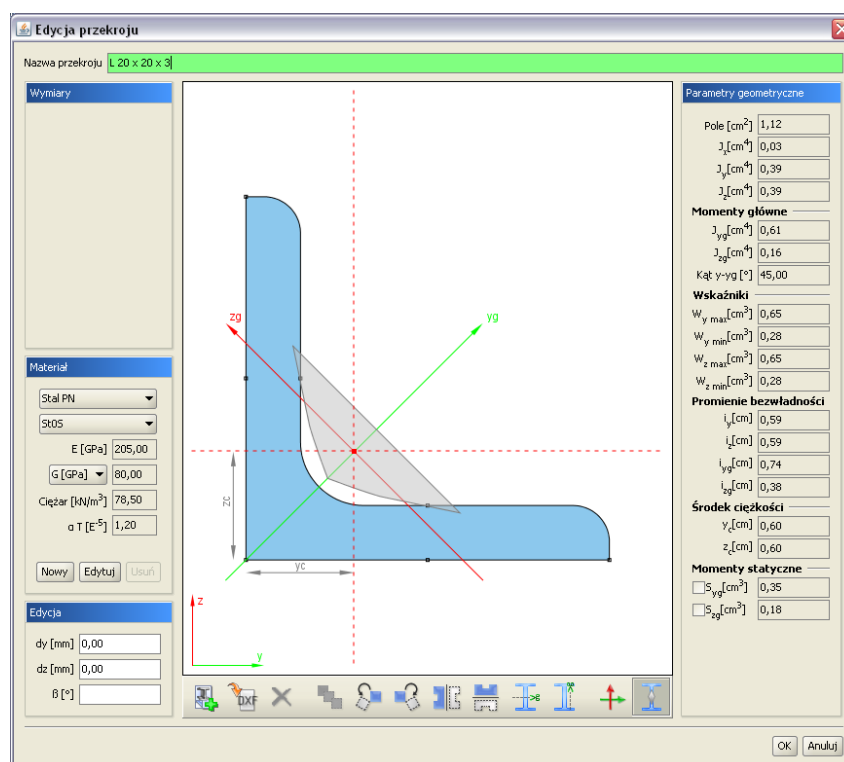 Edycja przekroju
Nazwa przekroju L 20 x 20 x 3
Wymiary
Materiał
Stal PN
St0S
E [GPa] 205,00
G [GPa] 80,00
Ciężar [kN/m³] 78,50
α T [E⁻⁵] 1,20
Nowy Edytuj Usuń
Edycja
dy [mm] 0,00
dz [mm] 0,00
β [°]
zg
yg
zc
yc
z
y
DXF
Parametry geometryczne
Pole [cm²] 1,12
Jx[cm⁴] 0,03
Jy[cm⁴] 0,39
Jz[cm⁴] 0,39
Momenty główne
Jyg[cm⁴] 0,61
Jzg[cm⁴] 0,16
Kąt y-yg [°] 45,00
Wskaźniki
Wy max[cm³] 0,65
Wy min[cm³] 0,28
Wz max[cm³] 0,65
Wz min[cm³] 0,28
Promienie bezwładności
iy[cm] 0,59
iz[cm] 0,59
iyg[cm] 0,74
izg[cm] 0,38
Środek ciężkości
yc[cm] 0,60
zc[cm] 0,60
Momenty statyczne
Syg[cm³] 0,35
Szg[cm³] 0,18
OK Anuluj